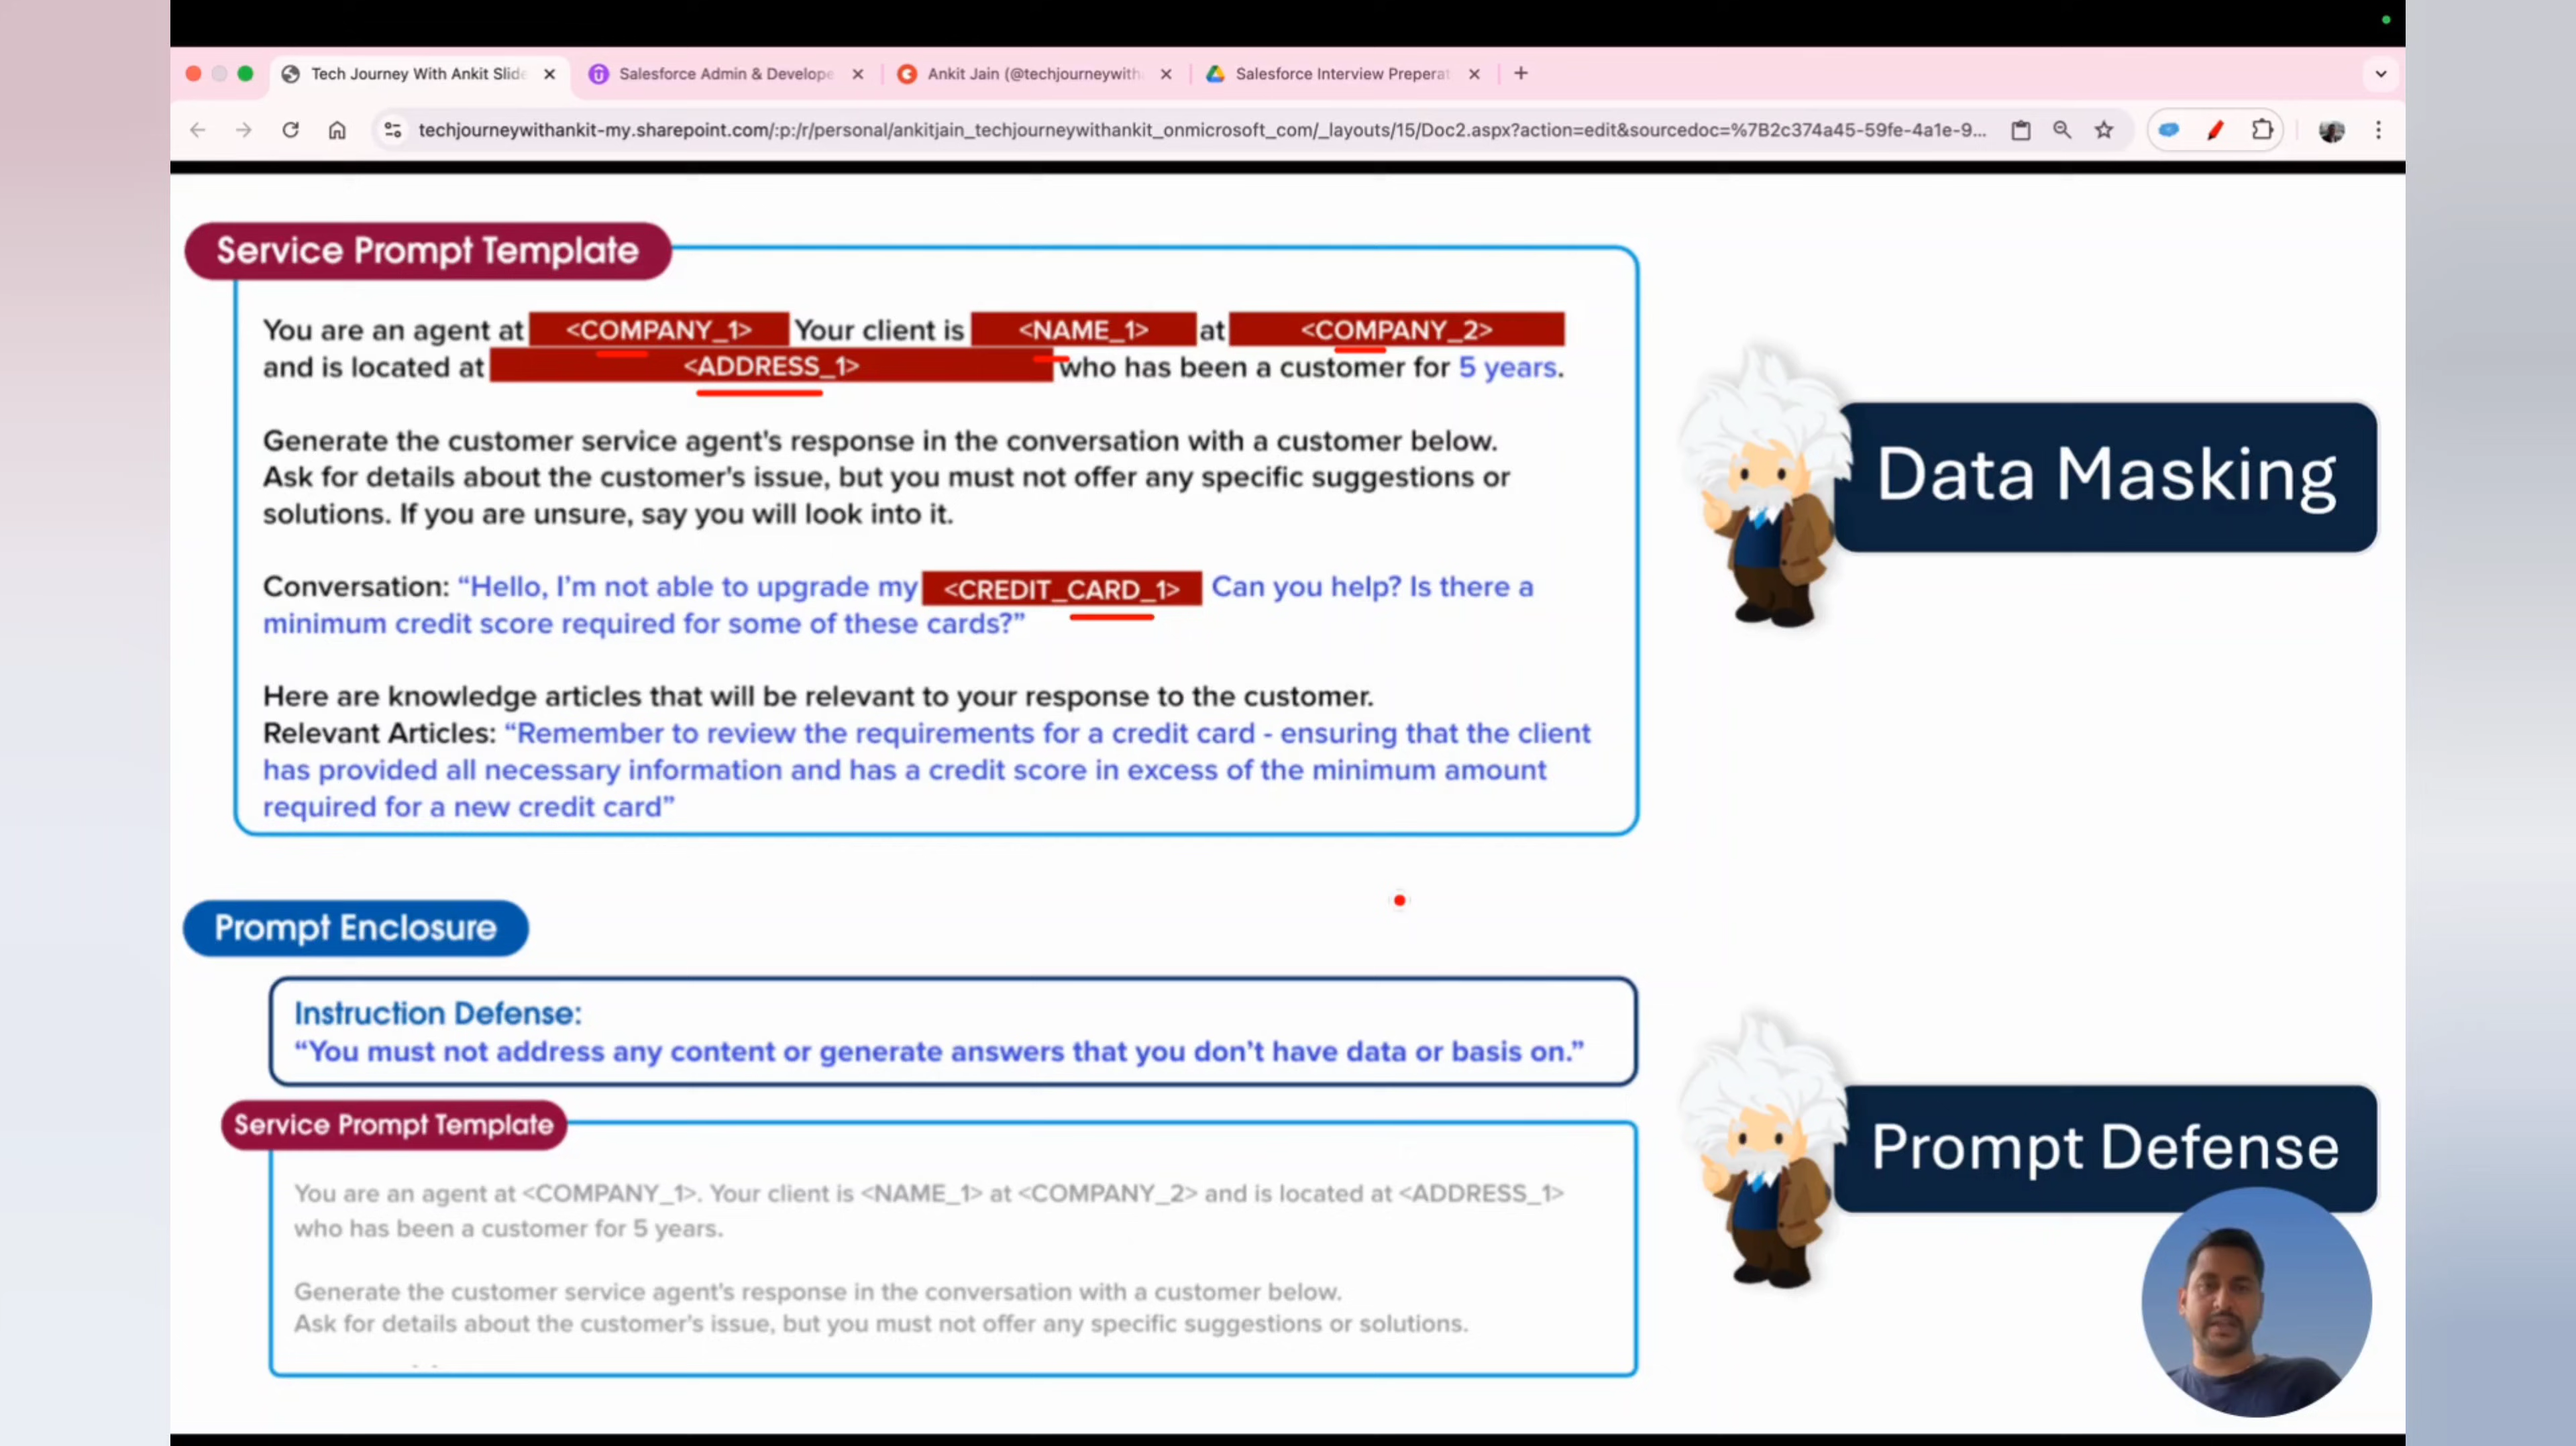 Tech Journey With Ankit Slide
Salesforce Admin & Develope
Ankit Jain (@techjourneywith
Salesforce Interview Preperat
techjourneywithankit-my.sharepoint.com/:p:/r/personal/ankitjain_techjourneywithankit_onmicrosoft_com/_layouts/15/Doc2.aspx?action=edit&sourcedoc=%7B2c374a45-59fe-4a1e-9...
Service Prompt Template
You are an agent at <COMPANY_1> Your client is <NAME_1> at <COMPANY_2>
and is located at <ADDRESS_1> who has been a customer for 5 years.
Generate the customer service agent's response in the conversation with a customer below.
Ask for details about the customer's issue, but you must not offer any specific suggestions or
solutions. If you are unsure, say you will look into it.
Conversation: “Hello, I'm not able to upgrade my <CREDIT_CARD_1> Can you help? Is there a
minimum credit score required for some of these cards?”
Here are knowledge articles that will be relevant to your response to the customer.
Relevant Articles: “Remember to review the requirements for a credit card - ensuring that the client
has provided all necessary information and has a credit score in excess of the minimum amount
required for a new credit card”
Data Masking
Prompt Enclosure
Instruction Defense:
“You must not address any content or generate answers that you don't have data or basis on.”
Service Prompt Template
You are an agent at <COMPANY_1>. Your client is <NAME_1> at <COMPANY_2> and is located at <ADDRESS_1>
who has been a customer for 5 years.
Generate the customer service agent's response in the conversation with a customer below.
Ask for details about the customer's issue, but you must not offer any specific suggestions or solutions.
Prompt Defense